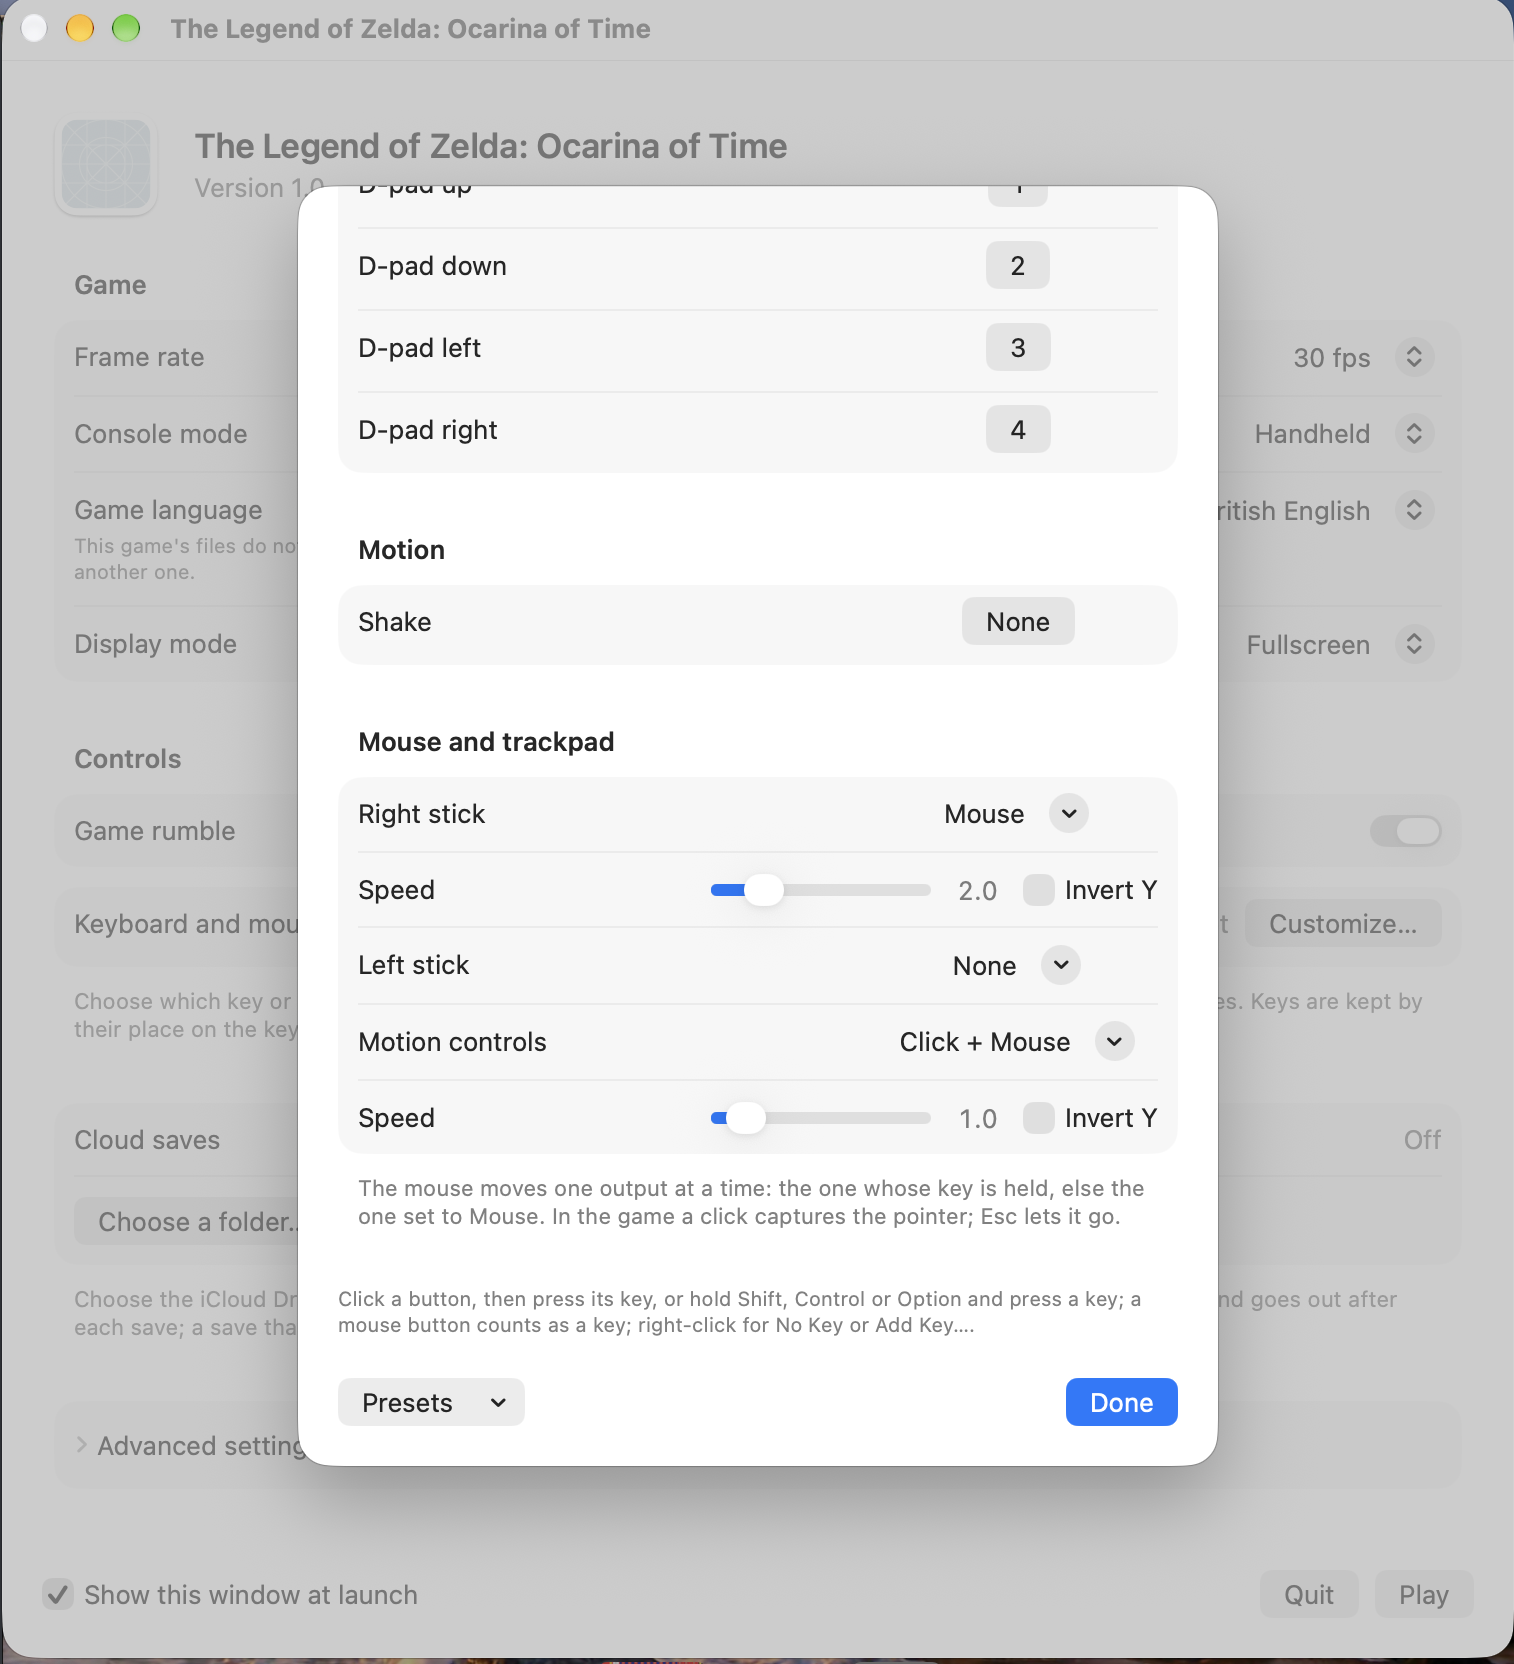 The Legend of Zelda: Ocarina of Time
The Legend of Zelda: Ocarina of Time
Version 1.0
Game
Frame rate
30 fps
Console mode
Handheld
Game language
British English
This game's files do not
another one.
Display mode
Fullscreen
Controls
Game rumble
Keyboard and mou
Customize...
Choose which key or
es. Keys are kept by
their place on the key
Cloud saves
Off
Choose a folder...
Choose the iCloud Dr
nd goes out after
each save; a save tha
Advanced setting
Show this window at launch
Quit
Play
D-pad up
1
D-pad down
2
D-pad left
3
D-pad right
4
Motion
Shake
None
Mouse and trackpad
Right stick
Mouse
Speed
2.0
Invert Y
Left stick
None
Motion controls
Click + Mouse
Speed
1.0
Invert Y
The mouse moves one output at a time: the one whose key is held, else the
one set to Mouse. In the game a click captures the pointer; Esc lets it go.
Click a button, then press its key, or hold Shift, Control or Option and press a key; a
mouse button counts as a key; right-click for No Key or Add Key....
Presets
Done